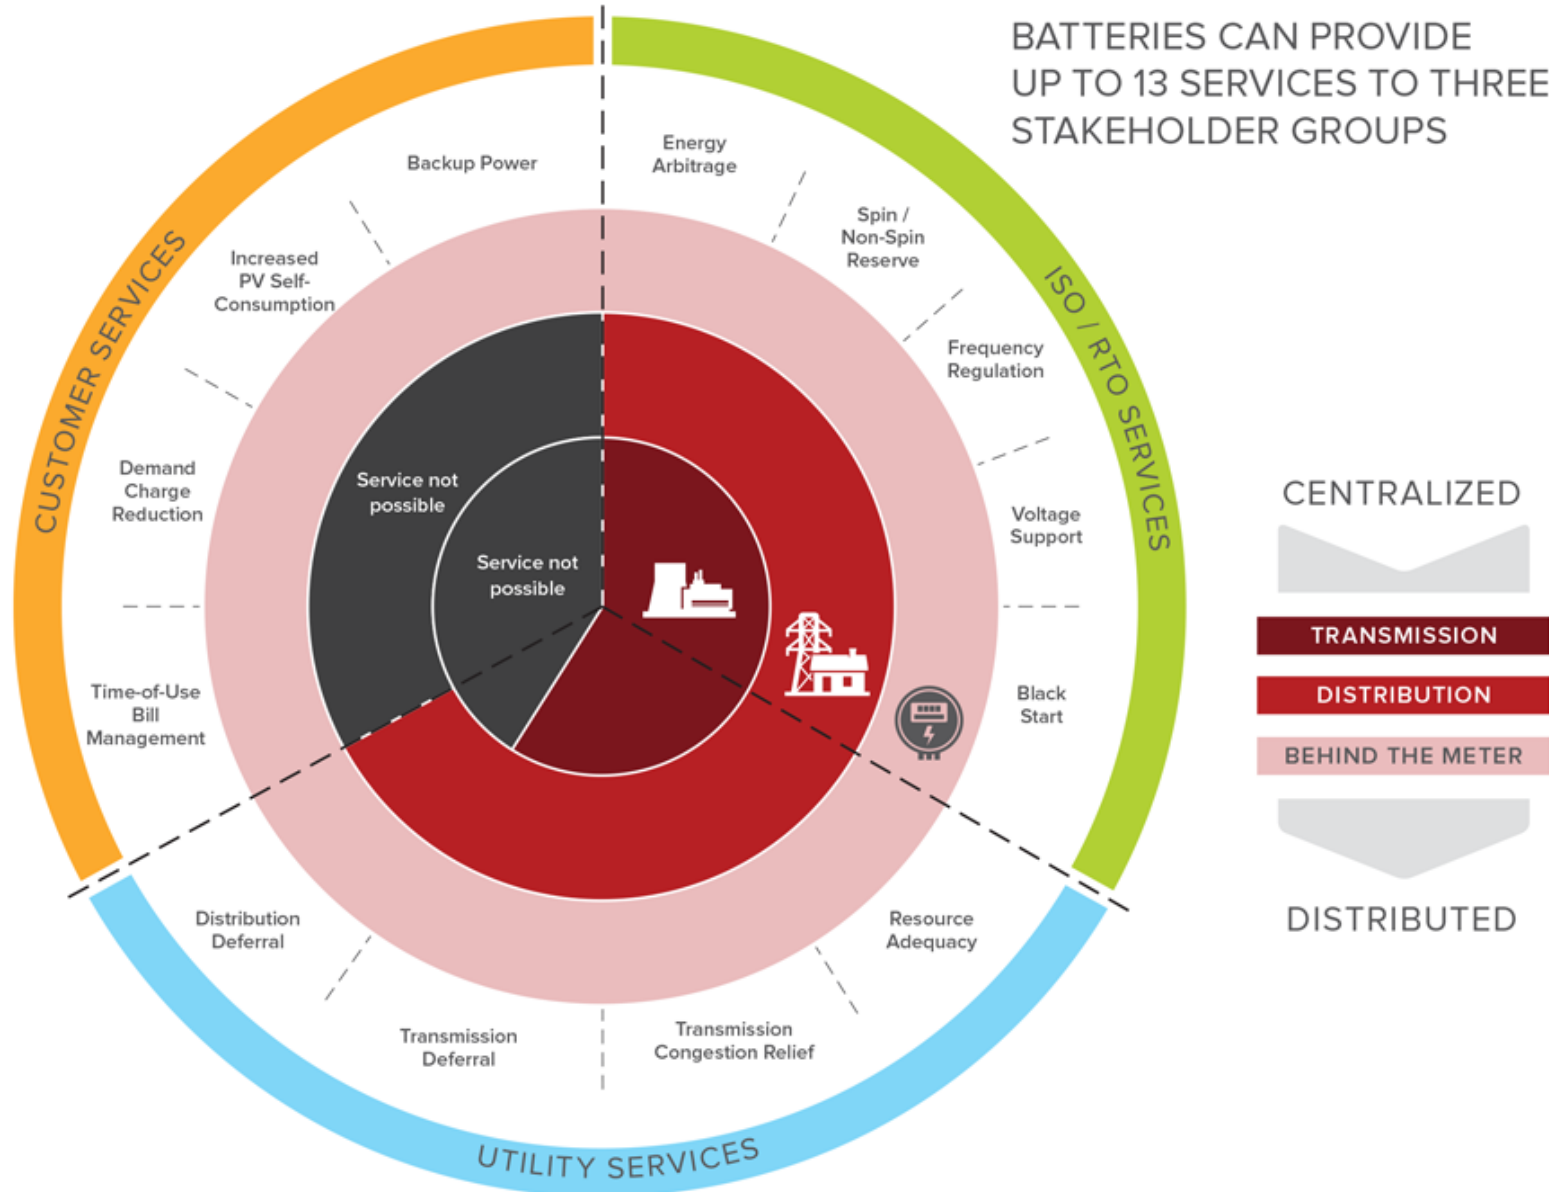 BATTERIES CAN PROVIDE
UP TO 13 SERVICES TO THREE
STAKEHOLDER GROUPS
CUSTOMER SERVICES
Backup Power
Increased
PV Self-
Consumption
Demand
Charge
Reduction
Time-of-Use
Bill
Management
ISO / RTO SERVICES
Energy
Arbitrage
Spin /
Non-Spin
Reserve
Frequency
Regulation
Voltage
Support
Black
Start
UTILITY SERVICES
Resource
Adequacy
Transmission
Congestion Relief
Transmission
Deferral
Distribution
Deferral
Service not
possible
Service not
possible
CENTRALIZED
TRANSMISSION
DISTRIBUTION
BEHIND THE METER
DISTRIBUTED